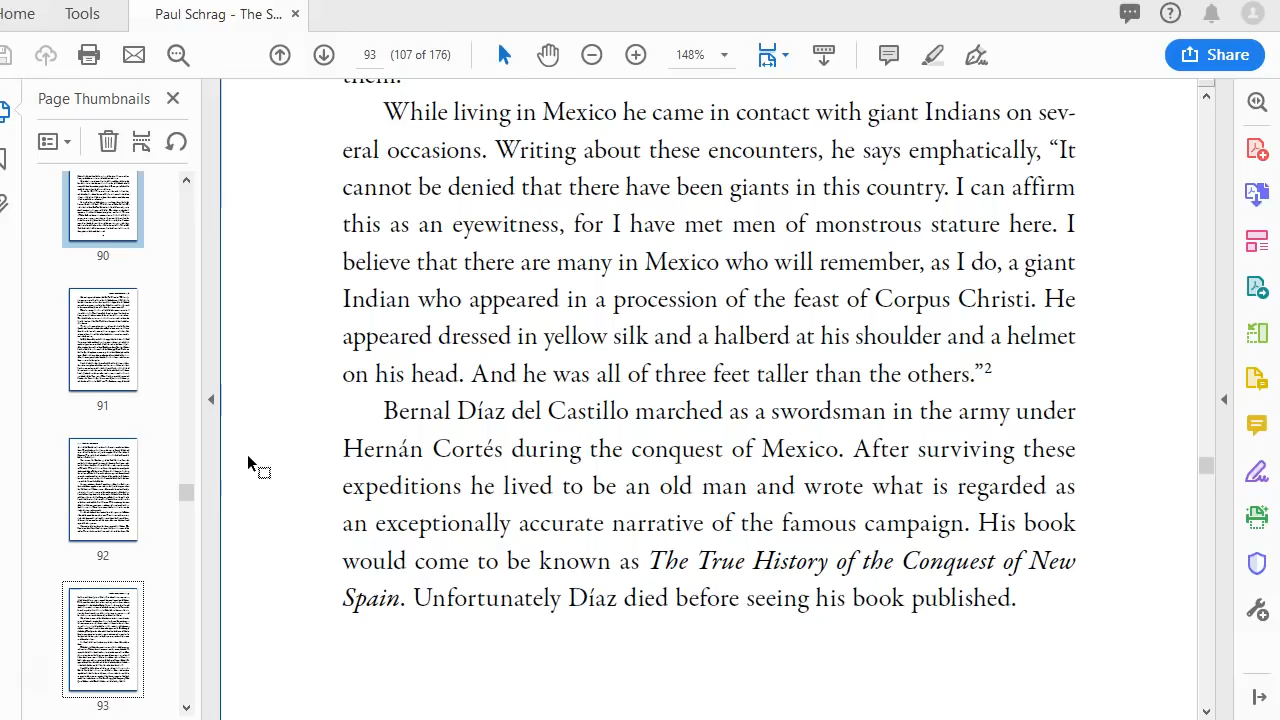 Home
Tools
Paul Schrag - The S...
93
(107 of 176)
148%
Share
Page Thumbnails
90
91
92
93
them.
While living in Mexico he came in contact with giant Indians on sev-
eral occasions. Writing about these encounters, he says emphatically, “It
cannot be denied that there have been giants in this country. I can affirm
this as an eyewitness, for I have met men of monstrous stature here. I
believe that there are many in Mexico who will remember, as I do, a giant
Indian who appeared in a procession of the feast of Corpus Christi. He
appeared dressed in yellow silk and a halberd at his shoulder and a helmet
on his head. And he was all of three feet taller than the others.”2
Bernal Díaz del Castillo marched as a swordsman in the army under
Hernán Cortés during the conquest of Mexico. After surviving these
expeditions he lived to be an old man and wrote what is regarded as
an exceptionally accurate narrative of the famous campaign. His book
would come to be known as The True History of the Conquest of New
Spain. Unfortunately Díaz died before seeing his book published.